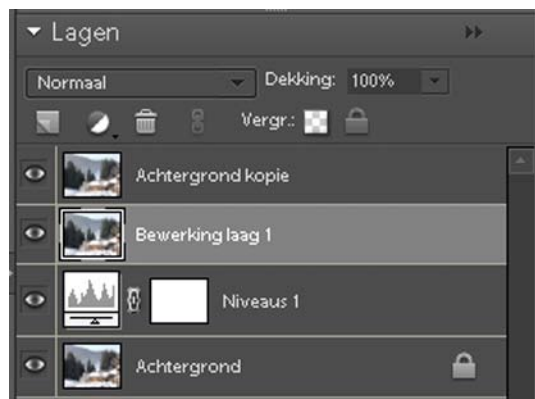 Lagen
Normaal Dekking: 100%
Vergr.:
Achtergrond kopie
Bewerking laag 1
Niveaus 1
Achtergrond